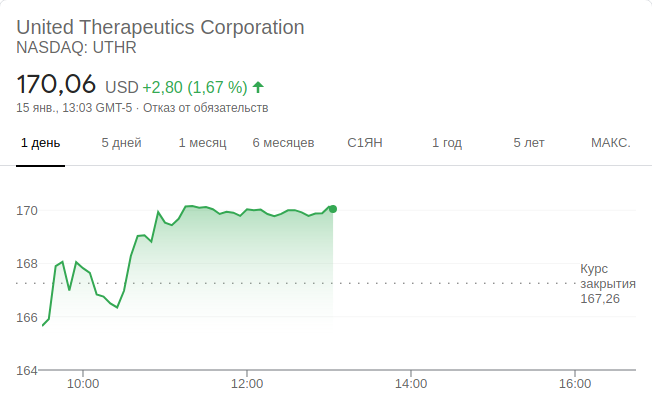 United Therapeutics Corporation
NASDAQ: UTHR
170,06 USD +2,80 (1,67 %)
15 янв., 13:03 GMT-5 · Отказ от обязательств
1 день 5 дней 1 месяц 6 месяцев С1ЯН 1 год 5 лет МАКС.
170
168
Курс
закрытия
167,26
166
164
10:00 12:00 14:00 16:00